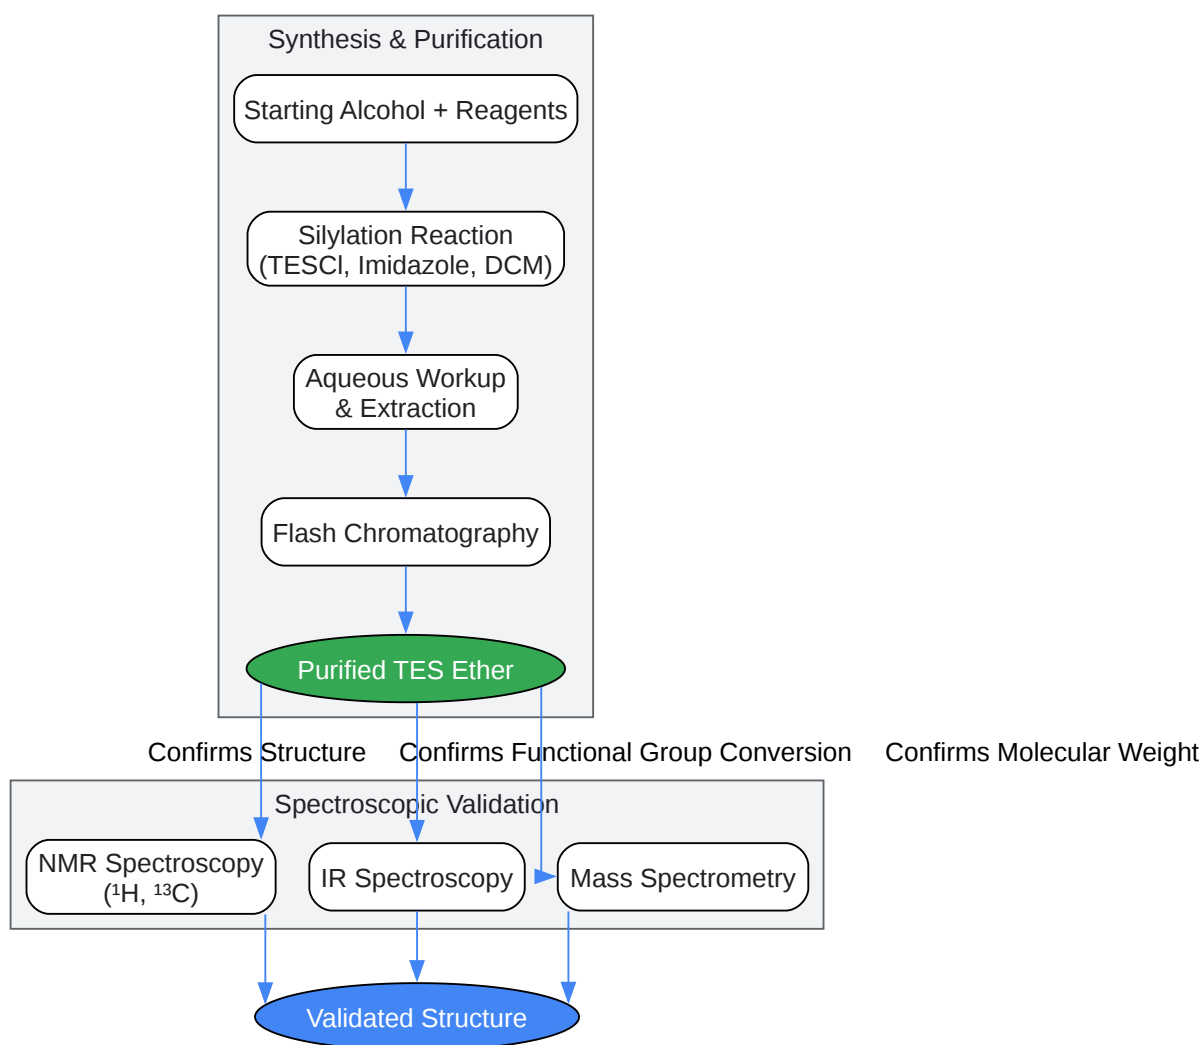 Synthesis & Purification
Starting Alcohol + Reagents
Silylation Reaction
(TESCl, Imidazole, DCM)
Aqueous Workup
& Extraction
Flash Chromatography
Purified TES Ether
Confirms Structure
Confirms Functional Group Conversion
Confirms Molecular Weight
Spectroscopic Validation
NMR Spectroscopy
(¹H, ¹³C)
IR Spectroscopy
Mass Spectrometry
Validated Structure